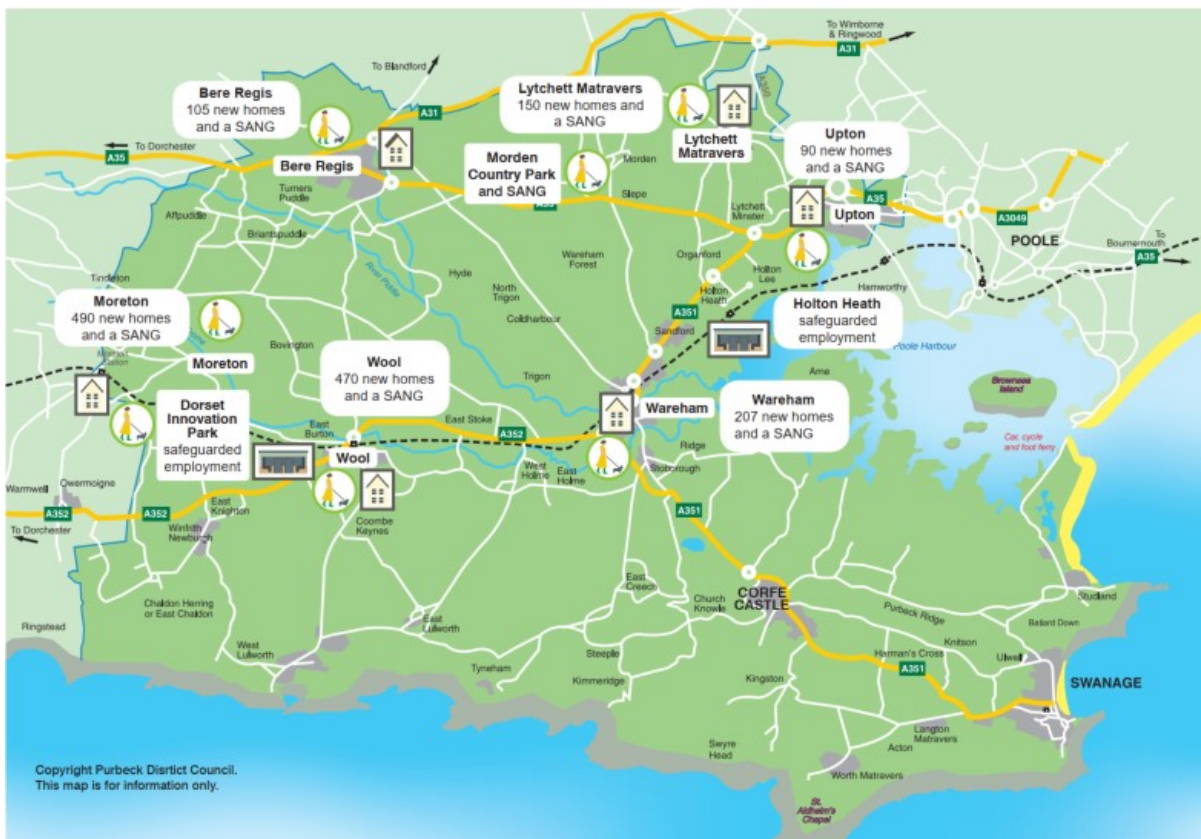 To Wimborne
& Ringwood
A31
To Blandford
Bere Regis
105 new homes
and a SANG
A31
Lytchett Matravers
150 new homes and
a SANG
A350
Lytchett
Matravers
Upton
90 new homes
and a SANG
To Dorchester
A35
Bere Regis
Morden
Country Park
and SANG
Morden
Slepe
A35
Lytchett
Minster
A35
Upton
A3049
POOLE
To
Bournemouth
A35
Turners
Puddle
Affpuddle
Briantspuddle
River Piddle
Hyde
Wareham
Forest
Organford
Holton
Lee
Holton
Heath
Hamworthy
North
Trigon
Coldharbour
A351
Sandford
Holton Heath
safeguarded
employment
Poole Harbour
Tincleton
Moreton
490 new homes
and a SANG
Moreton
Bovington
Wool
470 new homes
and a SANG
Trigon
Arne
Brownsea
Island
Wareham
Wareham
207 new homes
and a SANG
Car, cycle
and foot ferry
Dorset
Innovation
Park
safeguarded
employment
East
Burton
East Stoke
A352
Wool
West
Holme
East
Holme
Ridge
Stoborough
Warmwell
Owermoigne
A352
A352
To Dorchester
East
Knighton
Winfrith
Newburgh
Coombe
Keynes
A351
East
Creech
Church
Knowle
CORFE
CASTLE
Purbeck Ridge
Studland
Ballard Down
Chaldon Herring
or East Chaldon
Ringstead
West
Lulworth
East
Lulworth
Tyneham
Steeple
Kimmeridge
Kingston
Harman's Cross
Knitson
Ulwell
A351
SWANAGE
Langton
Matravers
Acton
Swyre
Head
Worth Matravers
St.
Aldhelm's
Chapel
Copyright Purbeck Disrtict Council.
This map is for information only.